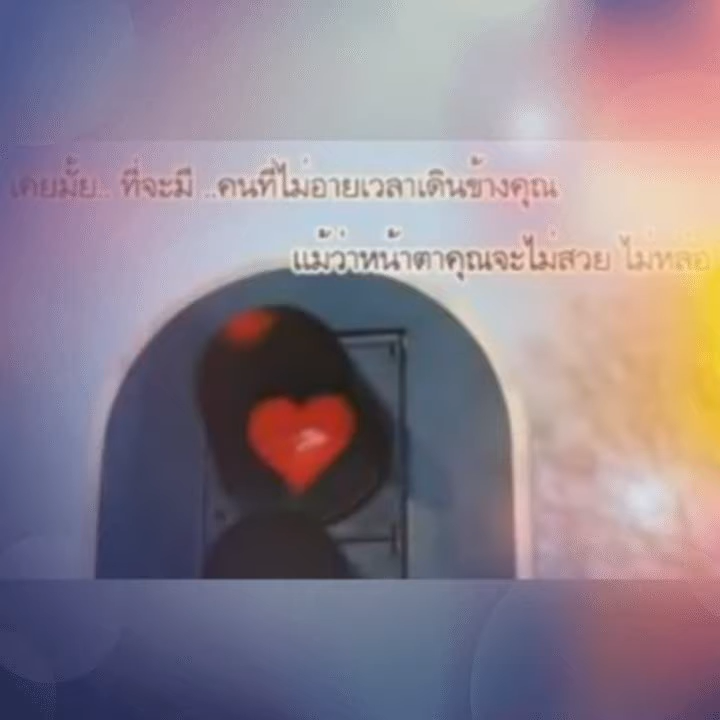 เคยมั้ย.. ที่จะมี ..คนที่ไม่อายเวลาเดินข้างคุณ
แม้ว่าหน้าตาคุณจะไม่สวย ไม่หล่อ